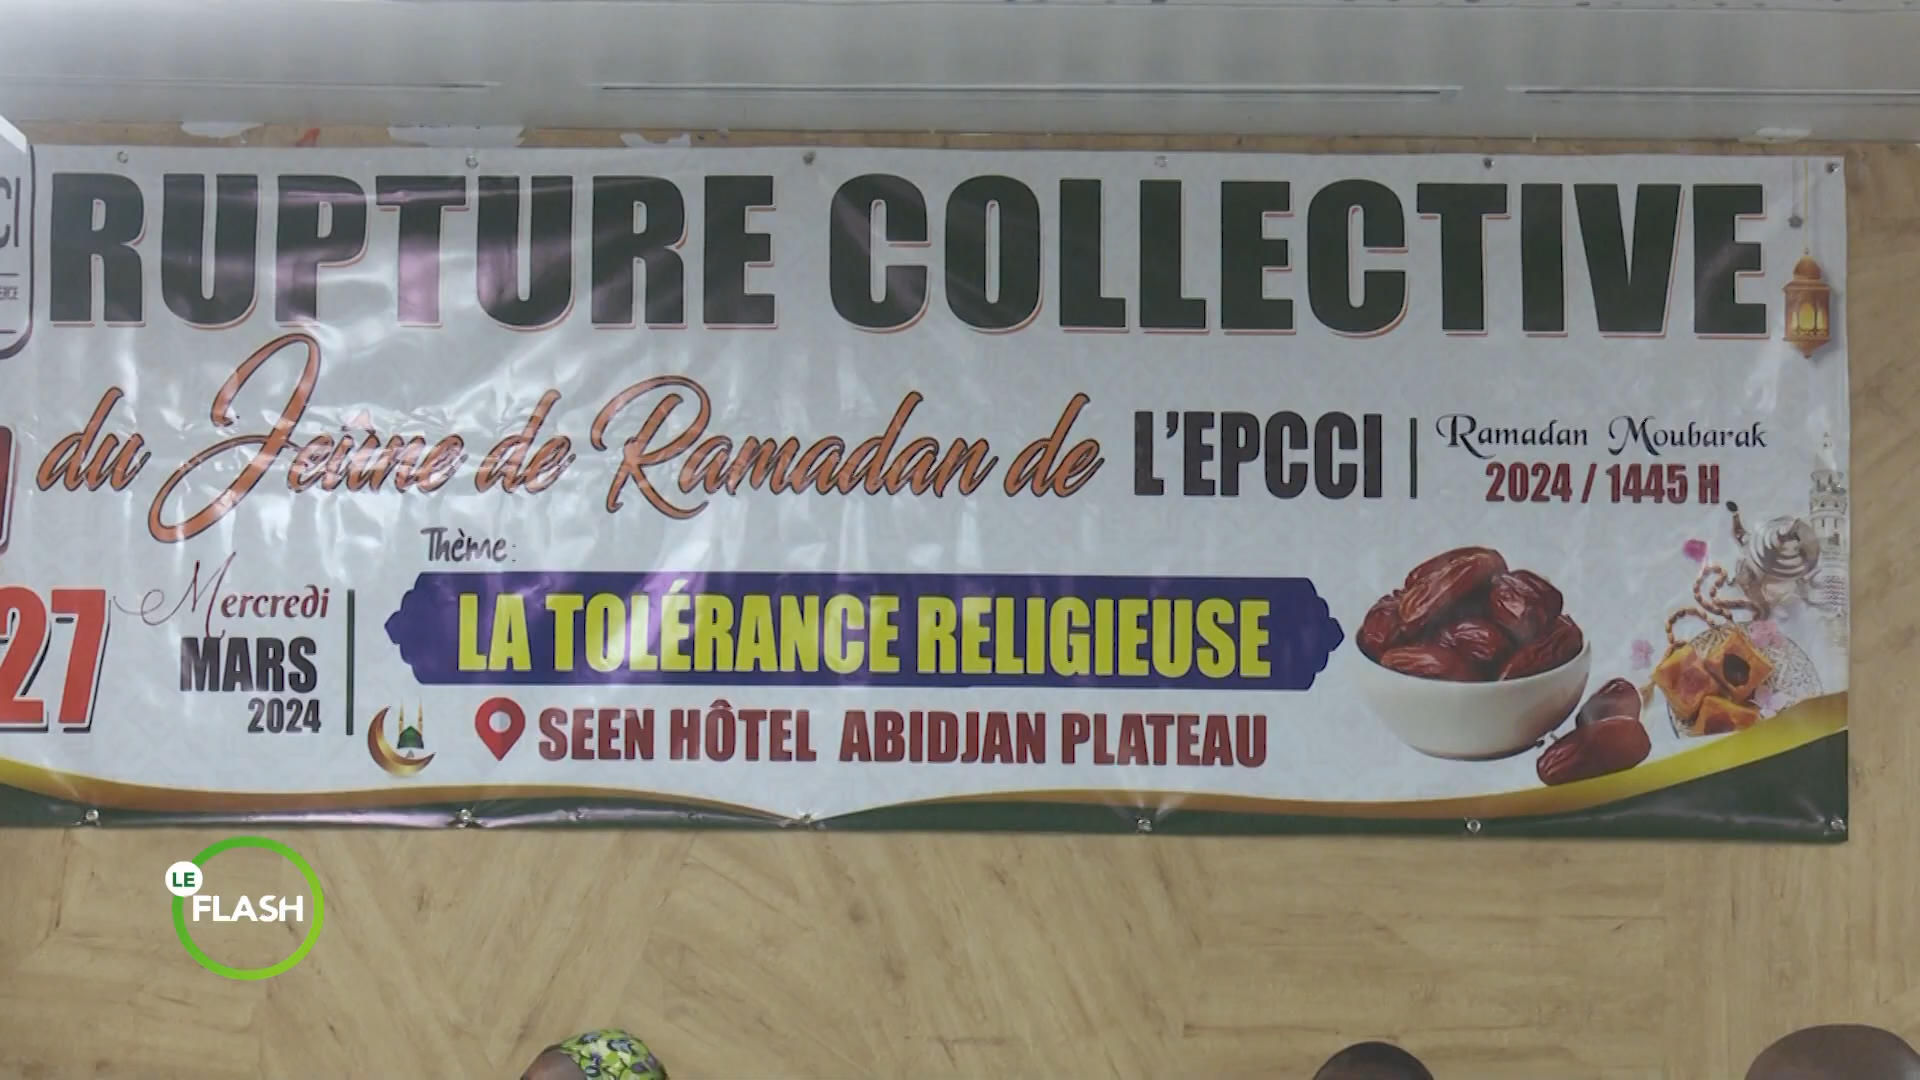 CI
RUPTURE COLLECTIVE
du Jeûne de Ramadan de L'EPCCI
Ramadan Moubarak
2024 / 1445 H
27
Mercredi
MARS
2024
Thème:
LA TOLÉRANCE RELIGIEUSE
SEEN HÔTEL ABIDJAN PLATEAU
LE
FLASH